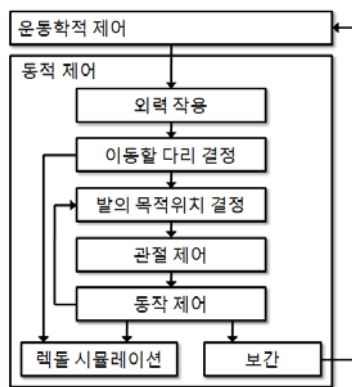 운동학적 제어
동적 제어
외력 작용
이동할 다리 결정
발의 목적위치 결정
관절 제어
동작 제어
렉돌 시뮬레이션
보간